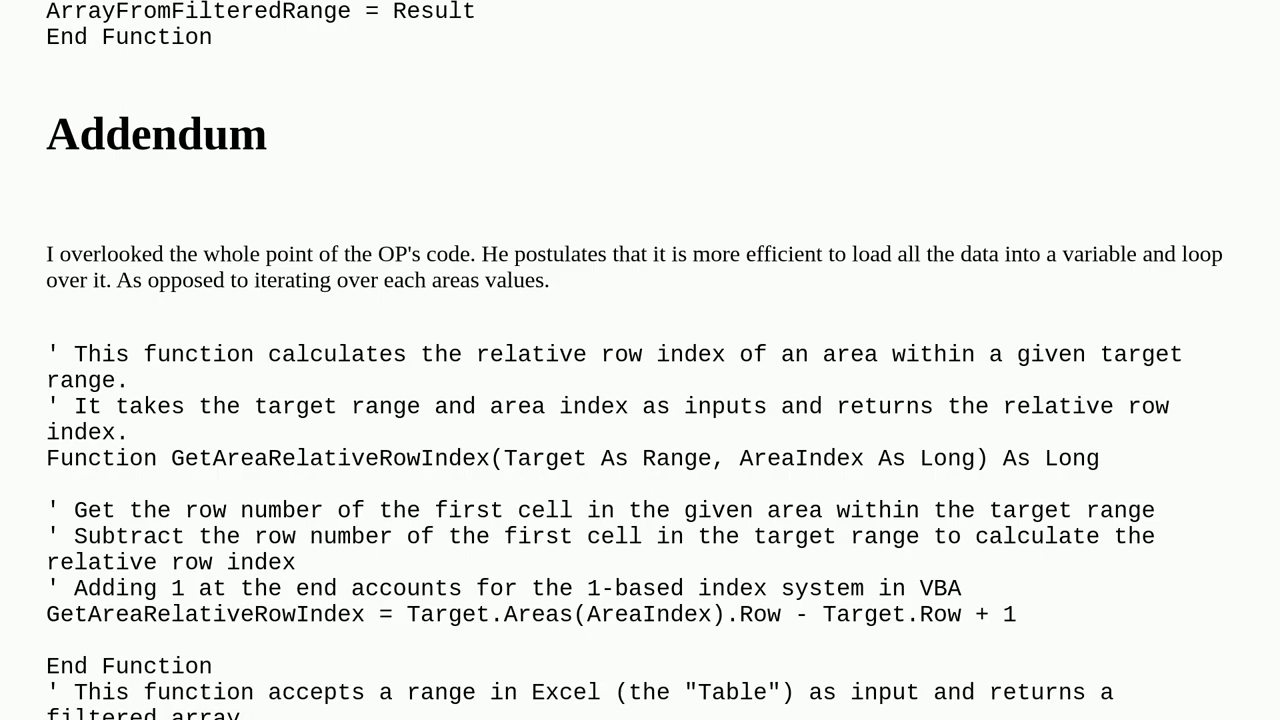 ArrayFromFilteredRange = Result
End Function
Addendum
I overlooked the whole point of the OP's code. He postulates that it is more efficient to load all the data into a variable and loop
over it. As opposed to iterating over each areas values.
' This function calculates the relative row index of an area within a given target
range.
' It takes the target range and area index as inputs and returns the relative row
index.
Function GetAreaRelativeRowIndex(Target As Range, AreaIndex As Long) As Long
' Get the row number of the first cell in the given area within the target range
' Subtract the row number of the first cell in the target range to calculate the
relative row index
' Adding 1 at the end accounts for the 1-based index system in VBA
GetAreaRelativeRowIndex = Target.Areas(AreaIndex).Row - Target.Row + 1
End Function
' This function accepts a range in Excel (the "Table") as input and returns a
filtered array